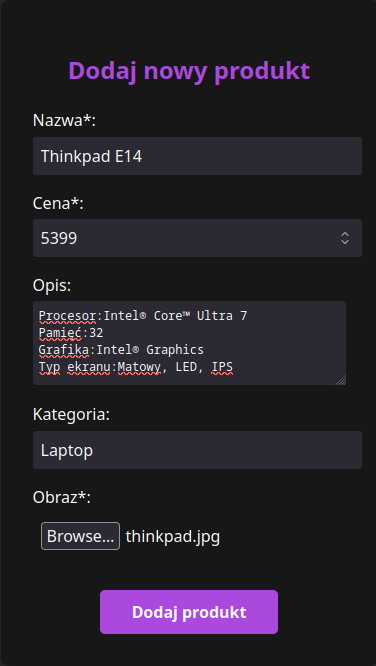 Dodaj nowy produkt
Nazwa*:
Thinkpad E14
Cena*:
5399
Opis:
Procesor:Intel® Core™ Ultra 7
Pamięć:32
Grafika:Intel® Graphics
Typ ekranu:Matowy, LED, IPS
Kategoria:
Laptop
Obraz*:
Browse... thinkpad.jpg
Dodaj produkt